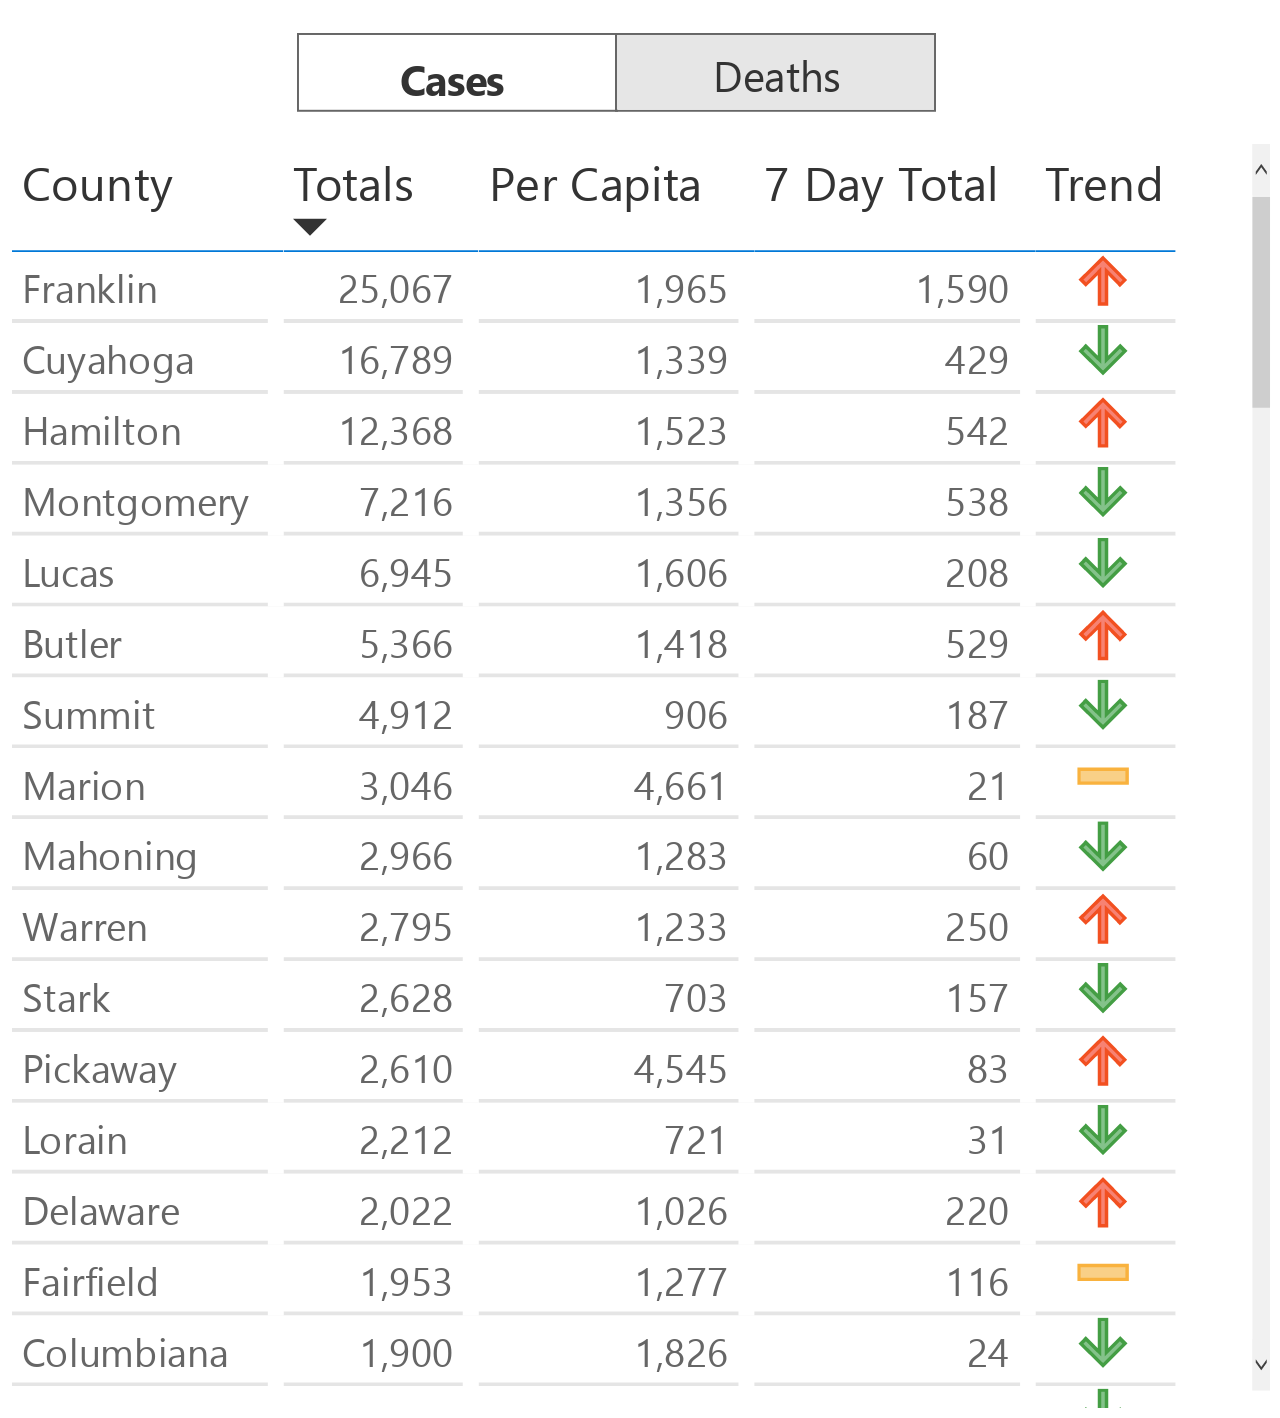 Cases Deaths
County Totals Per Capita 7 Day Total Trend
Franklin 25,067 1,965 1,590
Cuyahoga 16,789 1,339 429
Hamilton 12,368 1,523 542
Montgomery 7,216 1,356 538
Lucas 6,945 1,606 208
Butler 5,366 1,418 529
Summit 4,912 906 187
Marion 3,046 4,661 21
Mahoning 2,966 1,283 60
Warren 2,795 1,233 250
Stark 2,628 703 157
Pickaway 2,610 4,545 83
Lorain 2,212 721 31
Delaware 2,022 1,026 220
Fairfield 1,953 1,277 116
Columbiana 1,900 1,826 24